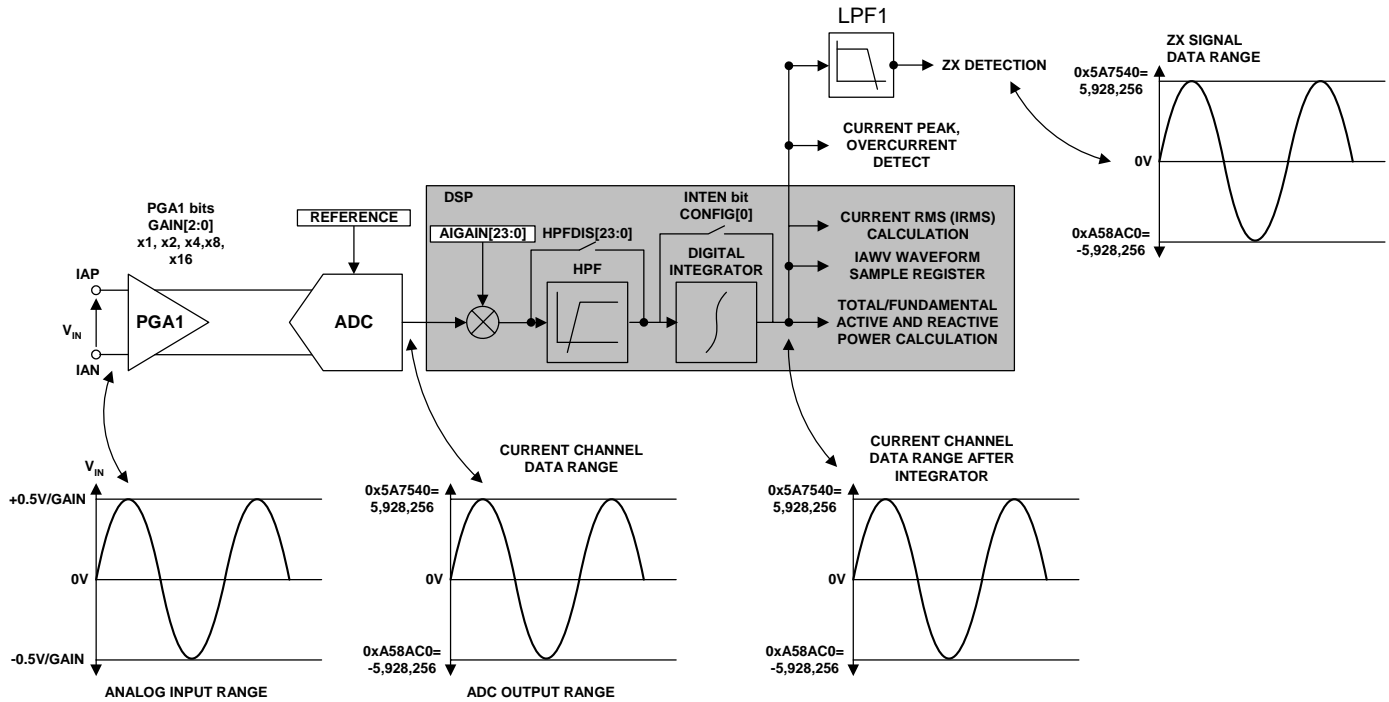 LPF1
ZX DETECTION
ZX SIGNAL
DATA RANGE
0x5A7540=
5,928,256
0V
0xA58AC0=
-5,928,256
CURRENT PEAK,
OVERCURRENT
DETECT
PGA1 bits
GAIN[2:0]
x1, x2, x4,x8,
x16
REFERENCE
DSP
AIGAIN[23:0]
HPFDIS[23:0]
HPF
INTEN bit
CONFIG[0]
DIGITAL
INTEGRATOR
CURRENT RMS (IRMS)
CALCULATION
IAWV WAVEFORM
SAMPLE REGISTER
TOTAL/FUNDAMENTAL
ACTIVE AND REACTIVE
POWER CALCULATION
IAP
VIN
IAN
PGA1
ADC
VIN
+0.5V/GAIN
0V
-0.5V/GAIN
ANALOG INPUT RANGE
CURRENT CHANNEL
DATA RANGE
0x5A7540=
5,928,256
0V
0xA58AC0=
-5,928,256
ADC OUTPUT RANGE
CURRENT CHANNEL
DATA RANGE AFTER
INTEGRATOR
0x5A7540=
5,928,256
0V
0xA58AC0=
-5,928,256